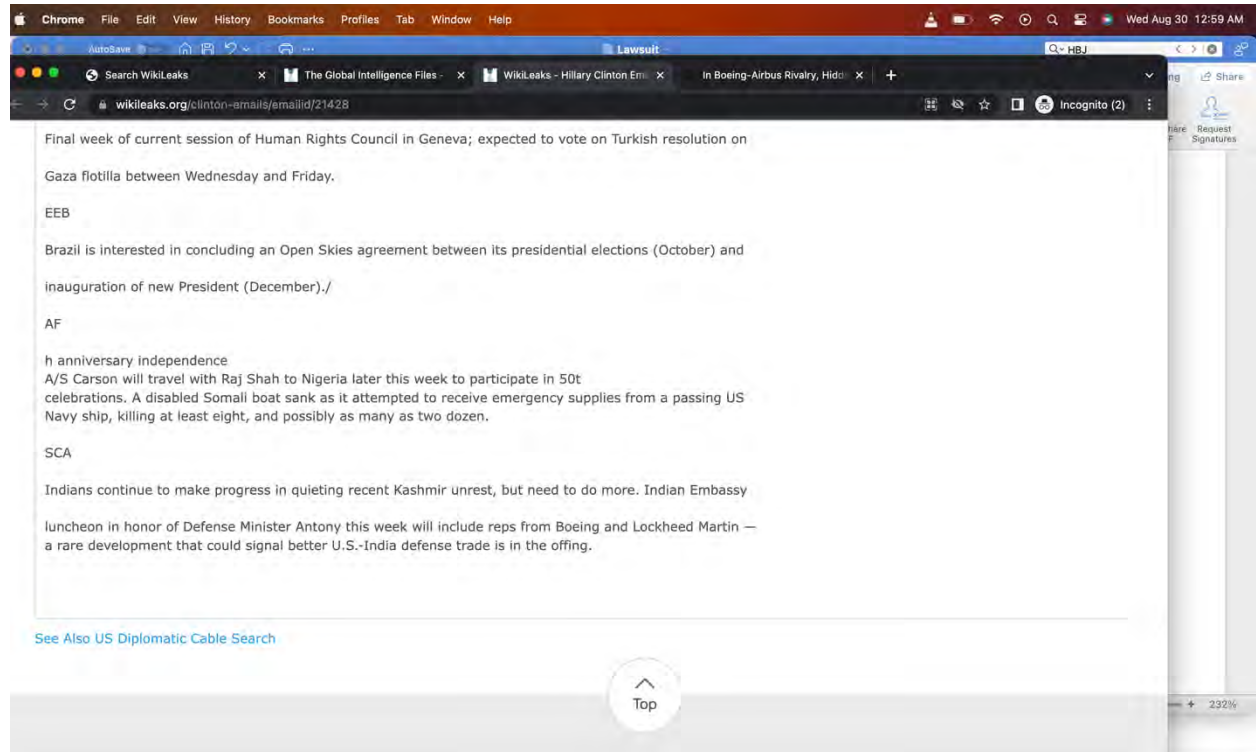 Chrome File Edit View History Bookmarks Profiles Tab Window Help Wed Aug 30 12:59 AM
AutoSave Lawsuit HBJ
Search WikiLeaks The Global Intelligence Files - WikiLeaks - Hillary Clinton Em In Boeing-Airbus Rivalry, Hidd ng Share
wikileaks.org/clinton-emails/emailid/21428 Incognito (2)
Request
Signatures
Final week of current session of Human Rights Council in Geneva; expected to vote on Turkish resolution on
Gaza flotilla between Wednesday and Friday.
EEB
Brazil is interested in concluding an Open Skies agreement between its presidential elections (October) and
inauguration of new President (December)./
AF
h anniversary independence
A/S Carson will travel with Raj Shah to Nigeria later this week to participate in 50t
celebrations. A disabled Somali boat sank as it attempted to receive emergency supplies from a passing US
Navy ship, killing at least eight, and possibly as many as two dozen.
SCA
Indians continue to make progress in quieting recent Kashmir unrest, but need to do more. Indian Embassy
luncheon in honor of Defense Minister Antony this week will include reps from Boeing and Lockheed Martin —
a rare development that could signal better U.S.-India defense trade is in the offing.
See Also US Diplomatic Cable Search
Top
232%